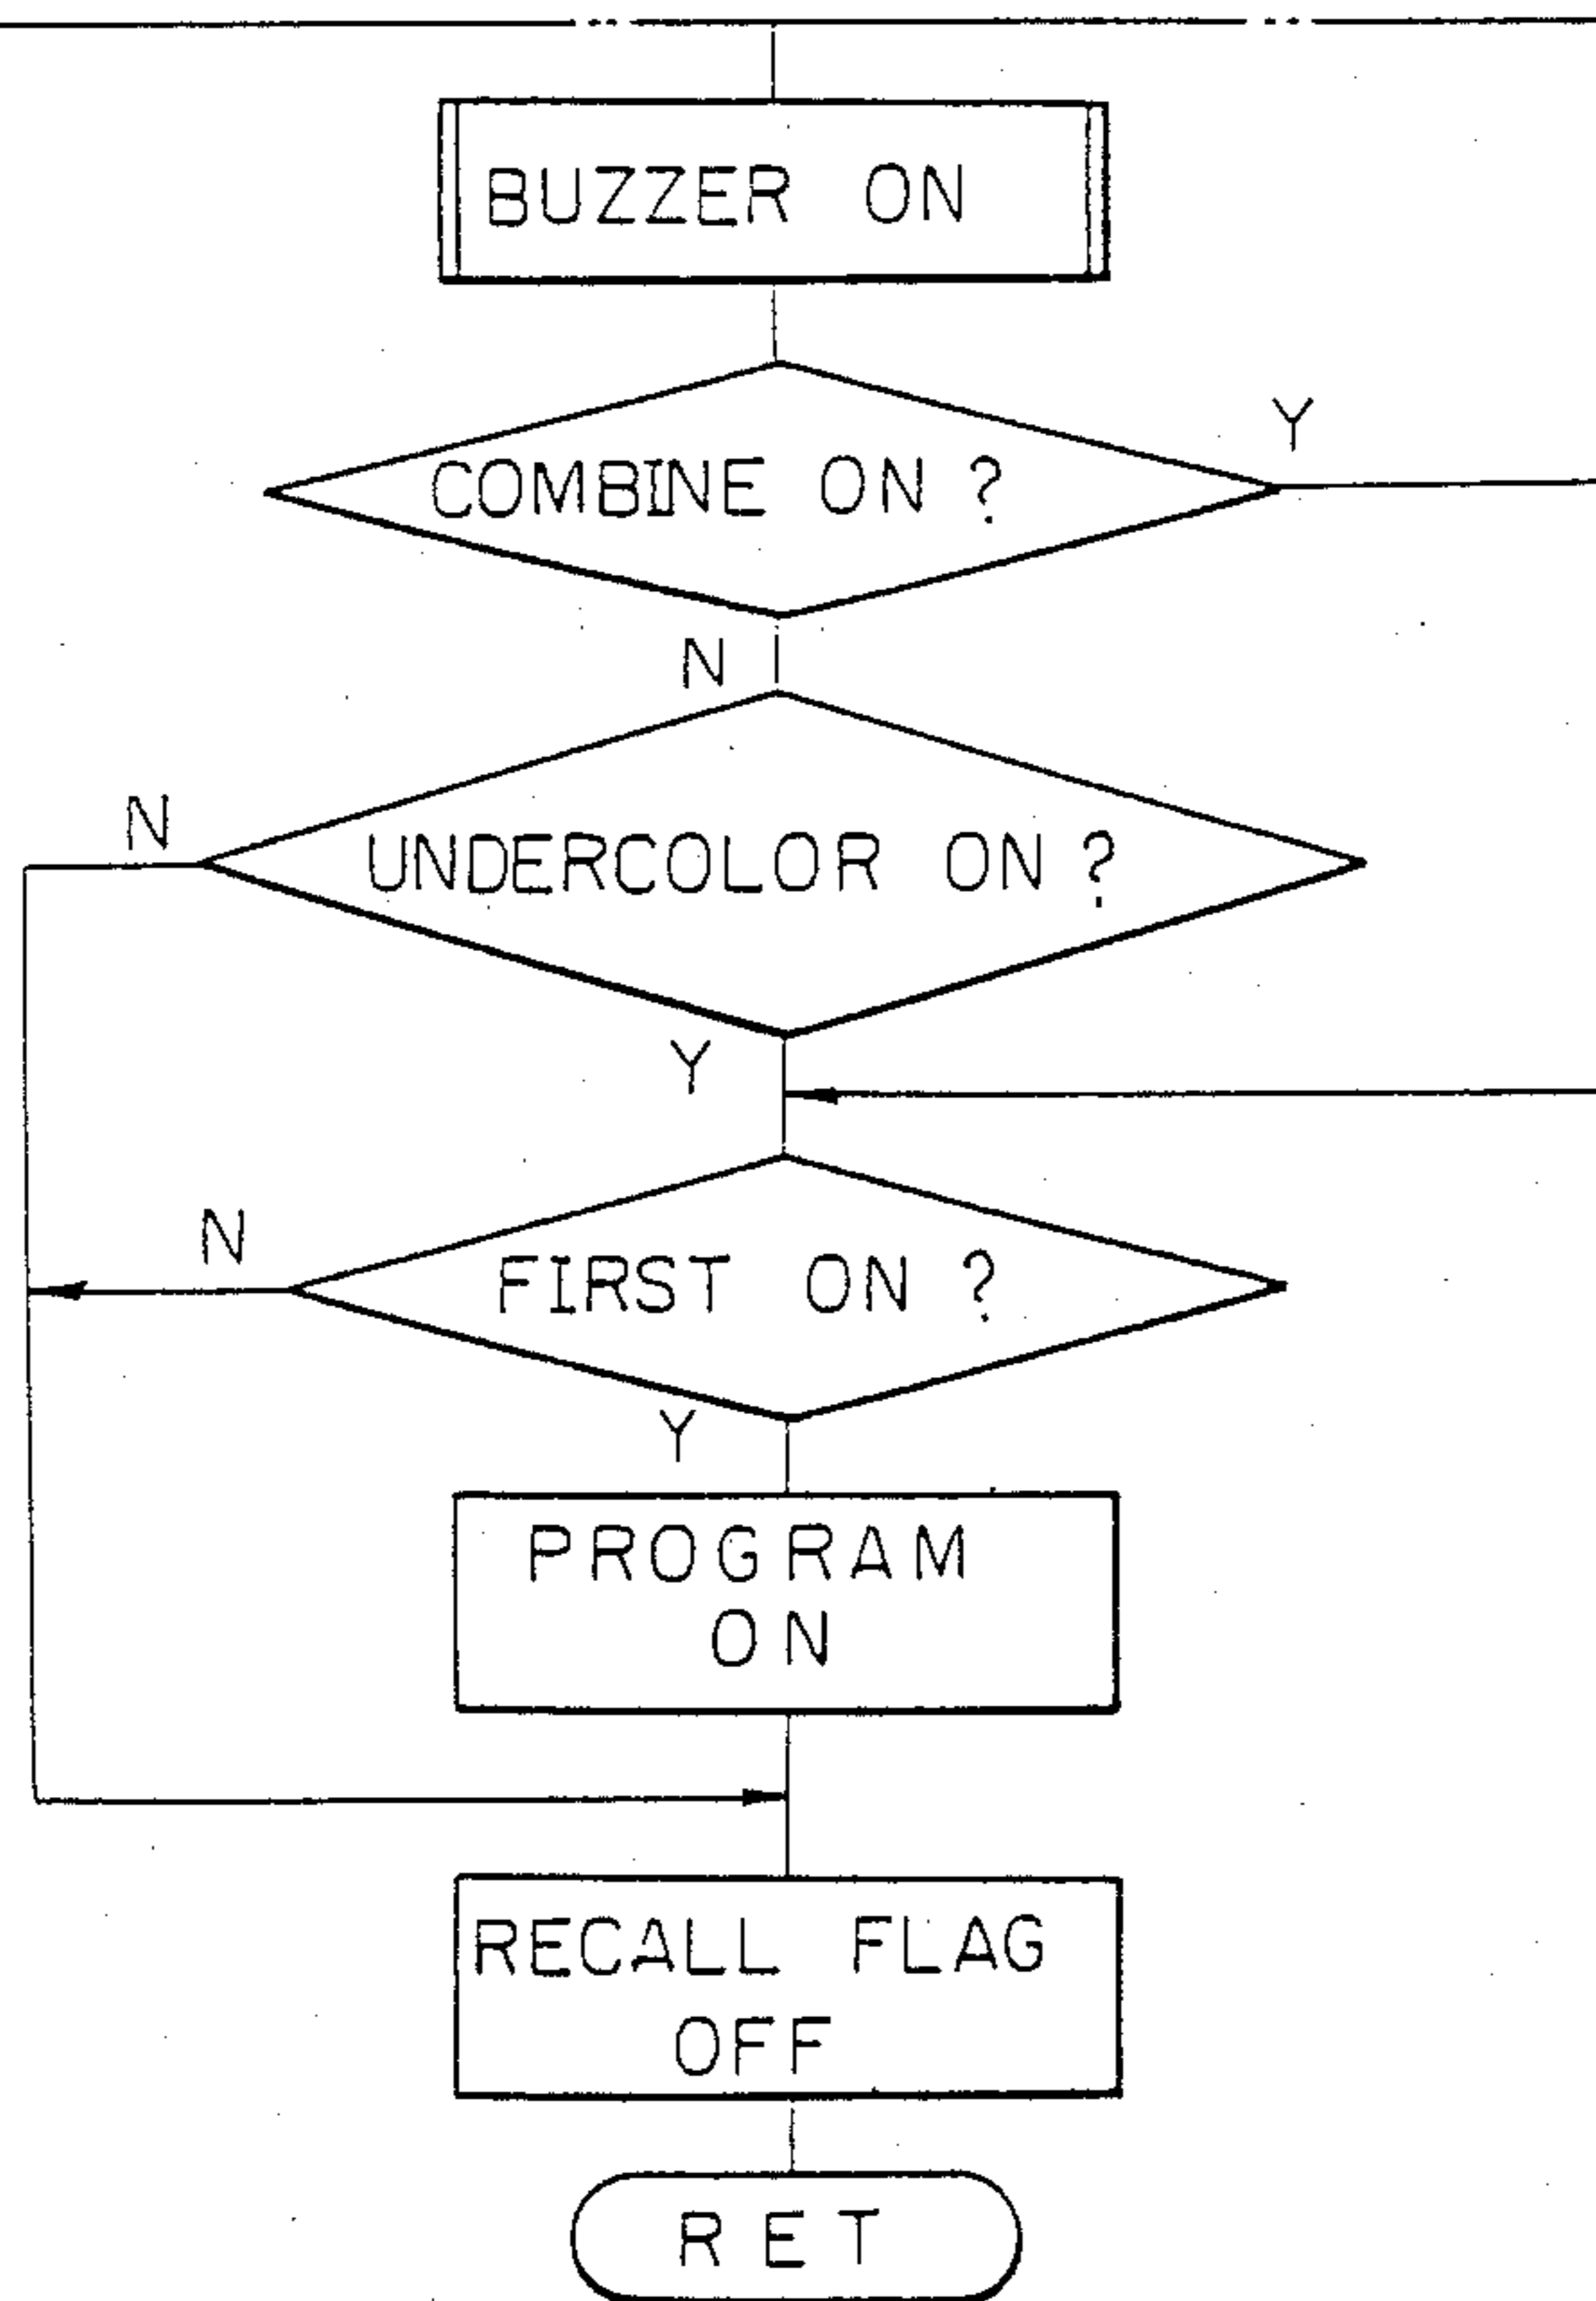 BUZZER ON
COMBINE ON ?
Y
N
N
UNDERCOLOR ON ?
Y
N
FIRST ON ?
Y
PROGRAM
ON
RECALL FLAG
OFF
RET